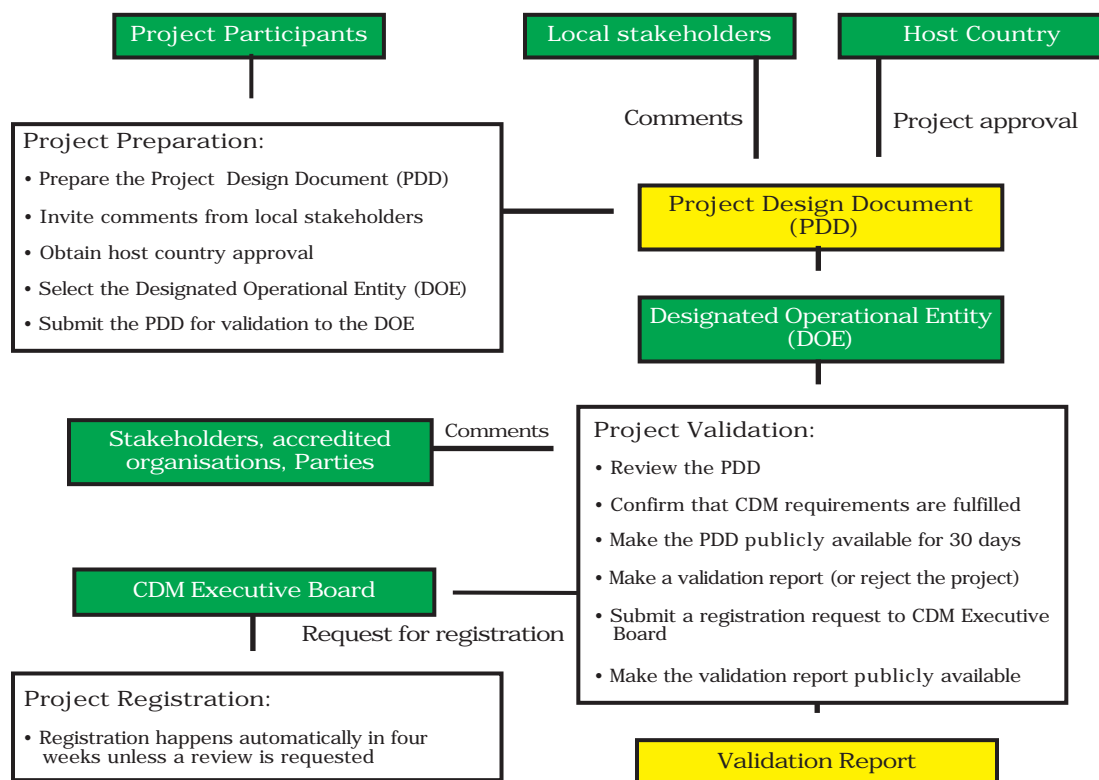 Project Participants
Local stakeholders
Host Country
Comments
Project approval
Project Preparation:
• Prepare the Project Design Document (PDD)
• Invite comments from local stakeholders
• Obtain host country approval
• Select the Designated Operational Entity (DOE)
• Submit the PDD for validation to the DOE
Project Design Document
(PDD)
Designated Operational Entity
(DOE)
Stakeholders, accredited
organisations, Parties
Comments
Project Validation:
• Review the PDD
• Confirm that CDM requirements are fulfilled
• Make the PDD publicly available for 30 days
• Make a validation report (or reject the project)
• Submit a registration request to CDM Executive
Board
• Make the validation report publicly available
CDM Executive Board
Request for registration
Project Registration:
• Registration happens automatically in four
weeks unless a review is requested
Validation Report